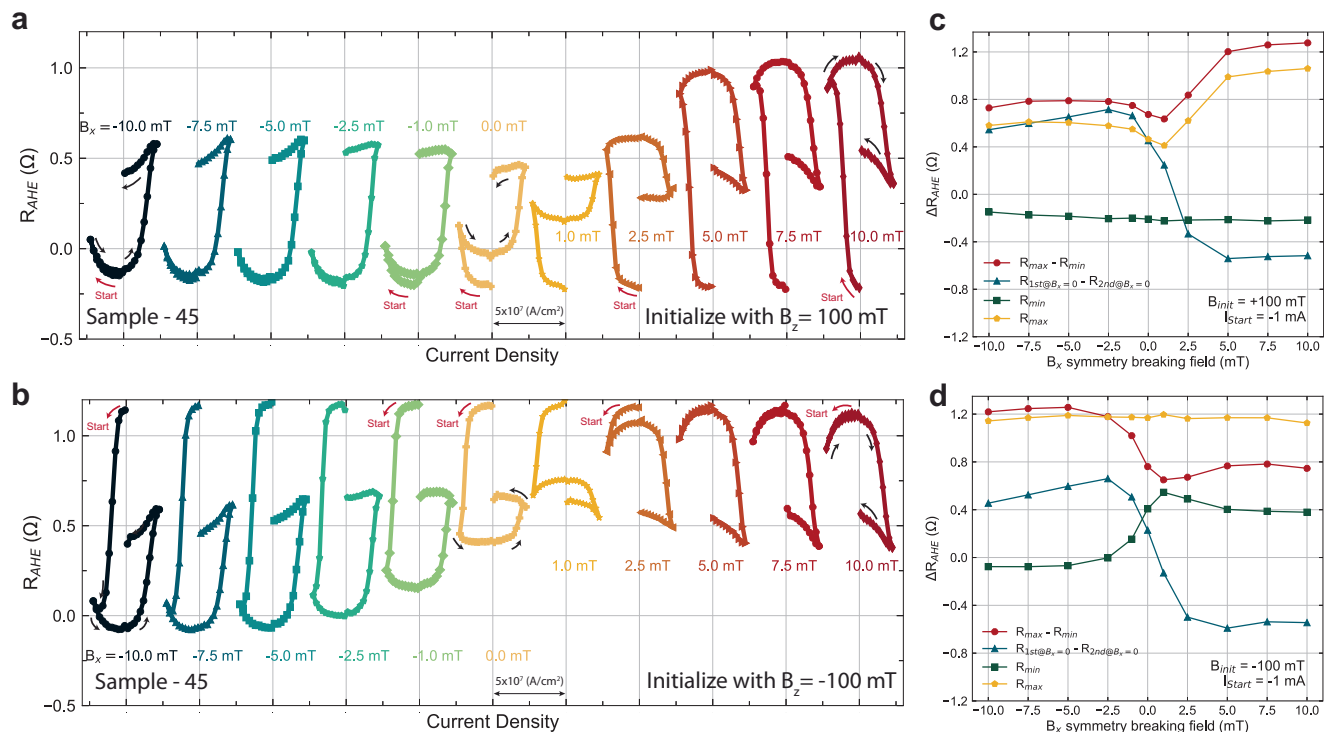 a
R_AHE (Ω)
1.0
0.5
0.0
−0.5
B_x = -10.0 mT
-7.5 mT
-5.0 mT
-2.5 mT
-1.0 mT
0.0 mT
1.0 mT
2.5 mT
5.0 mT
7.5 mT
10.0 mT
Start
Start
Start
Start
Start
5x10⁷ (A/cm²)
Sample - 45
Initialize with B_z = 100 mT
Current Density
b
R_AHE (Ω)
1.0
0.5
0.0
−0.5
Start
Start
Start
Start
Start
1.0 mT
2.5 mT
5.0 mT
7.5 mT
10.0 mT
B_x = -10.0 mT
-7.5 mT
-5.0 mT
-2.5 mT
-1.0 mT
0.0 mT
5x10⁷ (A/cm²)
Sample - 45
Initialize with B_z= -100 mT
Current Density
c
ΔR_AHE (Ω)
1.2
0.8
0.4
0.0
−0.4
−0.8
−1.2
R_max - R_min
R_1st@B_x=0 - R_2nd@B_x=0
R_min
R_max
B_init = +100 mT
I_Start = -1 mA
−10.0 −7.5 −5.0 −2.5 0.0 2.5 5.0 7.5 10.0
B_x symmetry breaking field (mT)
d
ΔR_AHE (Ω)
1.2
0.8
0.4
0.0
−0.4
−0.8
−1.2
R_max - R_min
R_1st@B_x=0 - R_2nd@B_x=0
R_min
R_max
B_init = -100 mT
I_Start = -1 mA
−10.0 −7.5 −5.0 −2.5 0.0 2.5 5.0 7.5 10.0
B_x symmetry breaking field (mT)